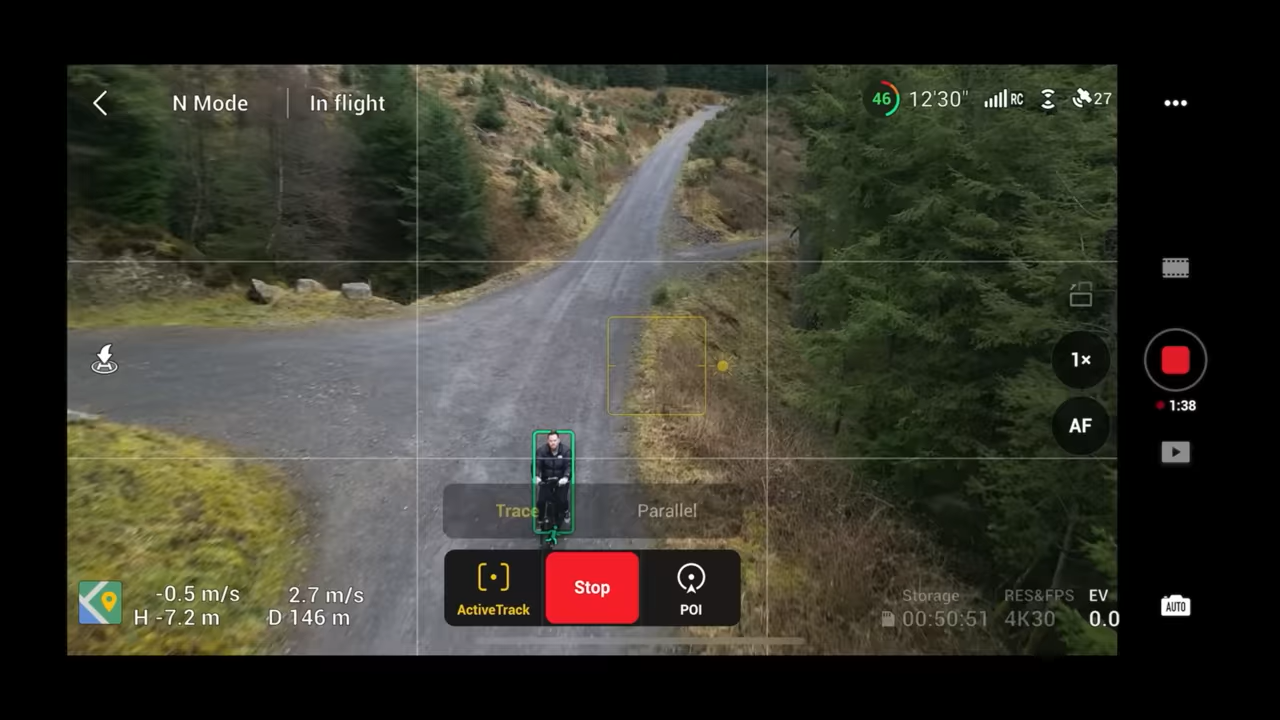 N Mode
In flight
46
12'30"
RC
27
1×
AF
1:38
Trace
Parallel
ActiveTrack
Stop
POI
-0.5 m/s
2.7 m/s
H -7.2 m
D 146 m
Storage
RES&FPS
EV
00:50:51
4K30
0.0
AUTO